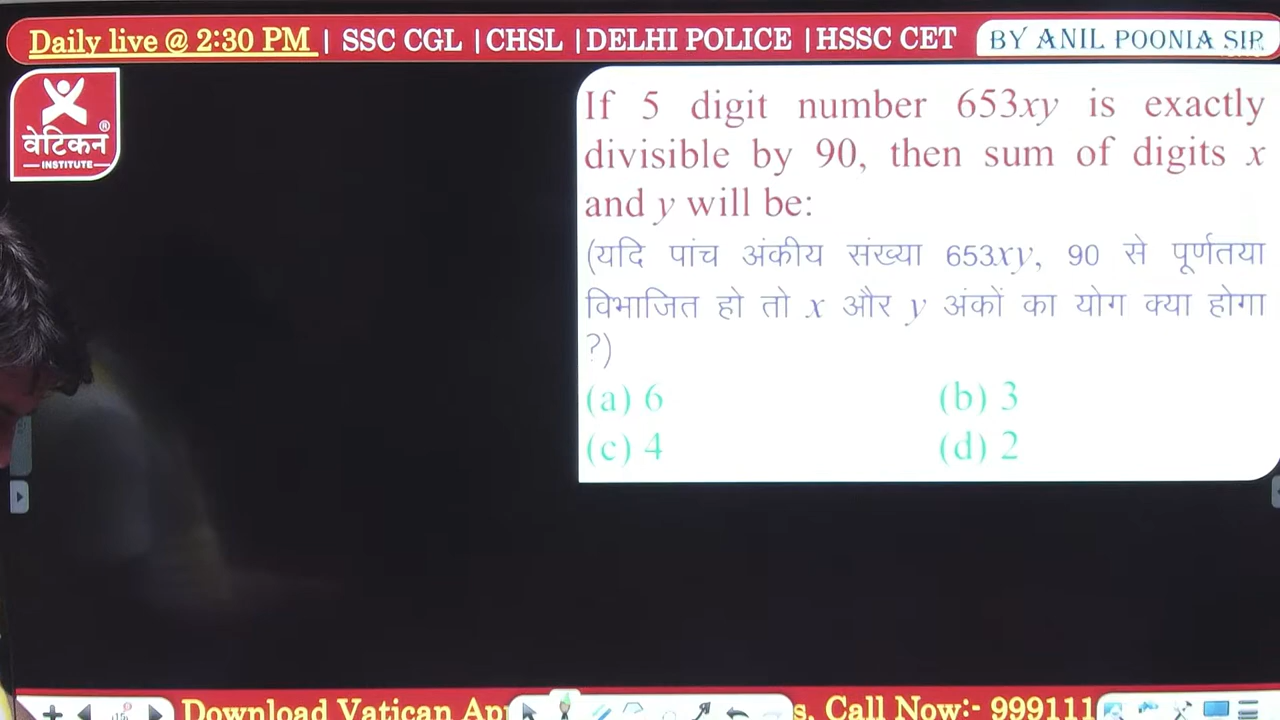 Daily live @ 2:30 PM | SSC CGL |CHSL |DELHI POLICE |HSSC CET BY ANIL POONIA SIR
वेटिकन®
INSTITUTE
If 5 digit number 653xy is exactly
divisible by 90, then sum of digits x
and y will be:
(यदि पांच अंकीय संख्या 653xy, 90 से पूर्णतया
विभाजित हो तो x और y अंकों का योग क्या होगा
?)
(a) 6 (b) 3
(c) 4 (d) 2
Download Vatican App s, Call Now:- 999111